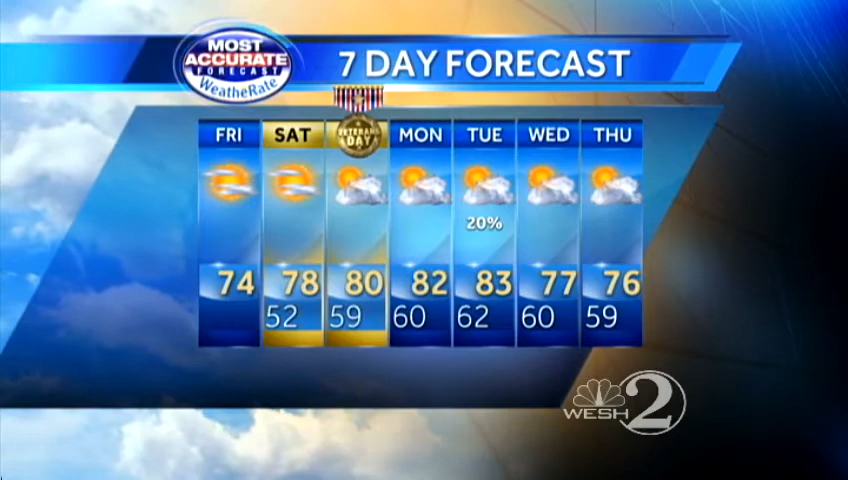 MOST
ACCURATE
FORECAST
WeatheRate
7 DAY FORECAST
FRI SAT VETERANS DAY MON TUE WED THU
20%
74 78 80 82 83 77 76
52 59 60 62 60 59
WESH 2